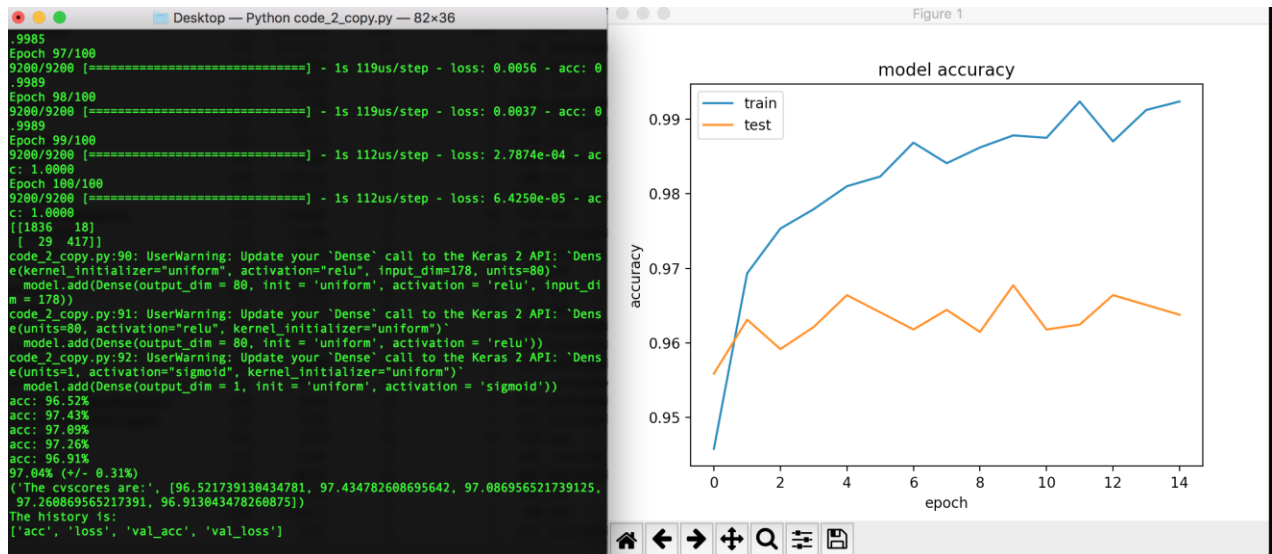 Desktop — Python code_2_copy.py — 82×36
.9985
Epoch 97/100
9200/9200 [==============================] - 1s 119us/step - loss: 0.0056 - acc: 0
.9989
Epoch 98/100
9200/9200 [==============================] - 1s 119us/step - loss: 0.0037 - acc: 0
.9989
Epoch 99/100
9200/9200 [==============================] - 1s 112us/step - loss: 2.7874e-04 - ac
c: 1.0000
Epoch 100/100
9200/9200 [==============================] - 1s 112us/step - loss: 6.4250e-05 - ac
c: 1.0000
[[1836   18]
 [  29  417]]
code_2_copy.py:90: UserWarning: Update your `Dense` call to the Keras 2 API: `Dens
e(kernel_initializer="uniform", activation="relu", input_dim=178, units=80)`
  model.add(Dense(output_dim = 80, init = 'uniform', activation = 'relu', input_di
m = 178))
code_2_copy.py:91: UserWarning: Update your `Dense` call to the Keras 2 API: `Dens
e(units=80, activation="relu", kernel_initializer="uniform")`
  model.add(Dense(output_dim = 80, init = 'uniform', activation = 'relu'))
code_2_copy.py:92: UserWarning: Update your `Dense` call to the Keras 2 API: `Dens
e(units=1, activation="sigmoid", kernel_initializer="uniform")`
  model.add(Dense(output_dim = 1, init = 'uniform', activation = 'sigmoid'))
acc: 96.52%
acc: 97.43%
acc: 97.09%
acc: 97.26%
acc: 96.91%
97.04% (+/- 0.31%)
('The cvscores are:', [96.521739130434781, 97.434782608695642, 97.086956521739125,
 97.260869565217391, 96.913043478260875])
The history is:
['acc', 'loss', 'val_acc', 'val_loss']
Figure 1
model accuracy
train
test
0.99
0.98
0.97
0.96
0.95
accuracy
0 2 4 6 8 10 12 14
epoch